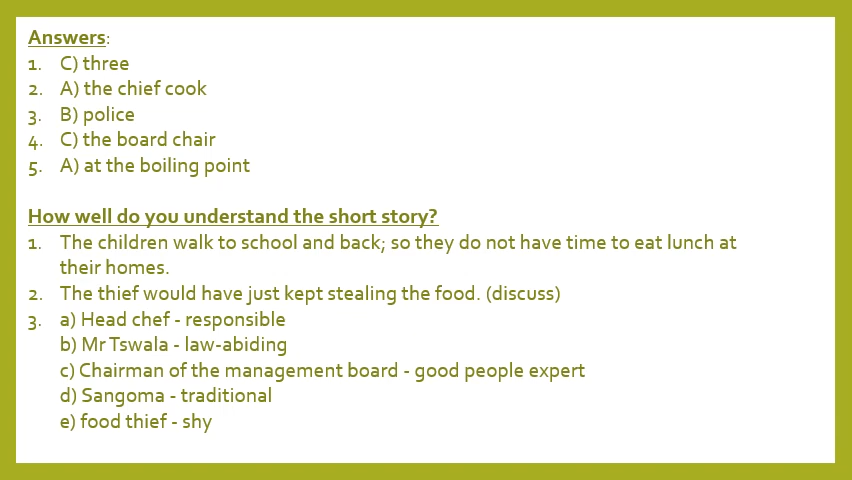 Answers:
1. C) three
2. A) the chief cook
3. B) police
4. C) the board chair
5. A) at the boiling point
How well do you understand the short story?
1. The children walk to school and back; so they do not have time to eat lunch at
their homes.
2. The thief would have just kept stealing the food. (discuss)
3. a) Head chef - responsible
b) Mr Tswala - law-abiding
c) Chairman of the management board - good people expert
d) Sangoma - traditional
e) food thief - shy